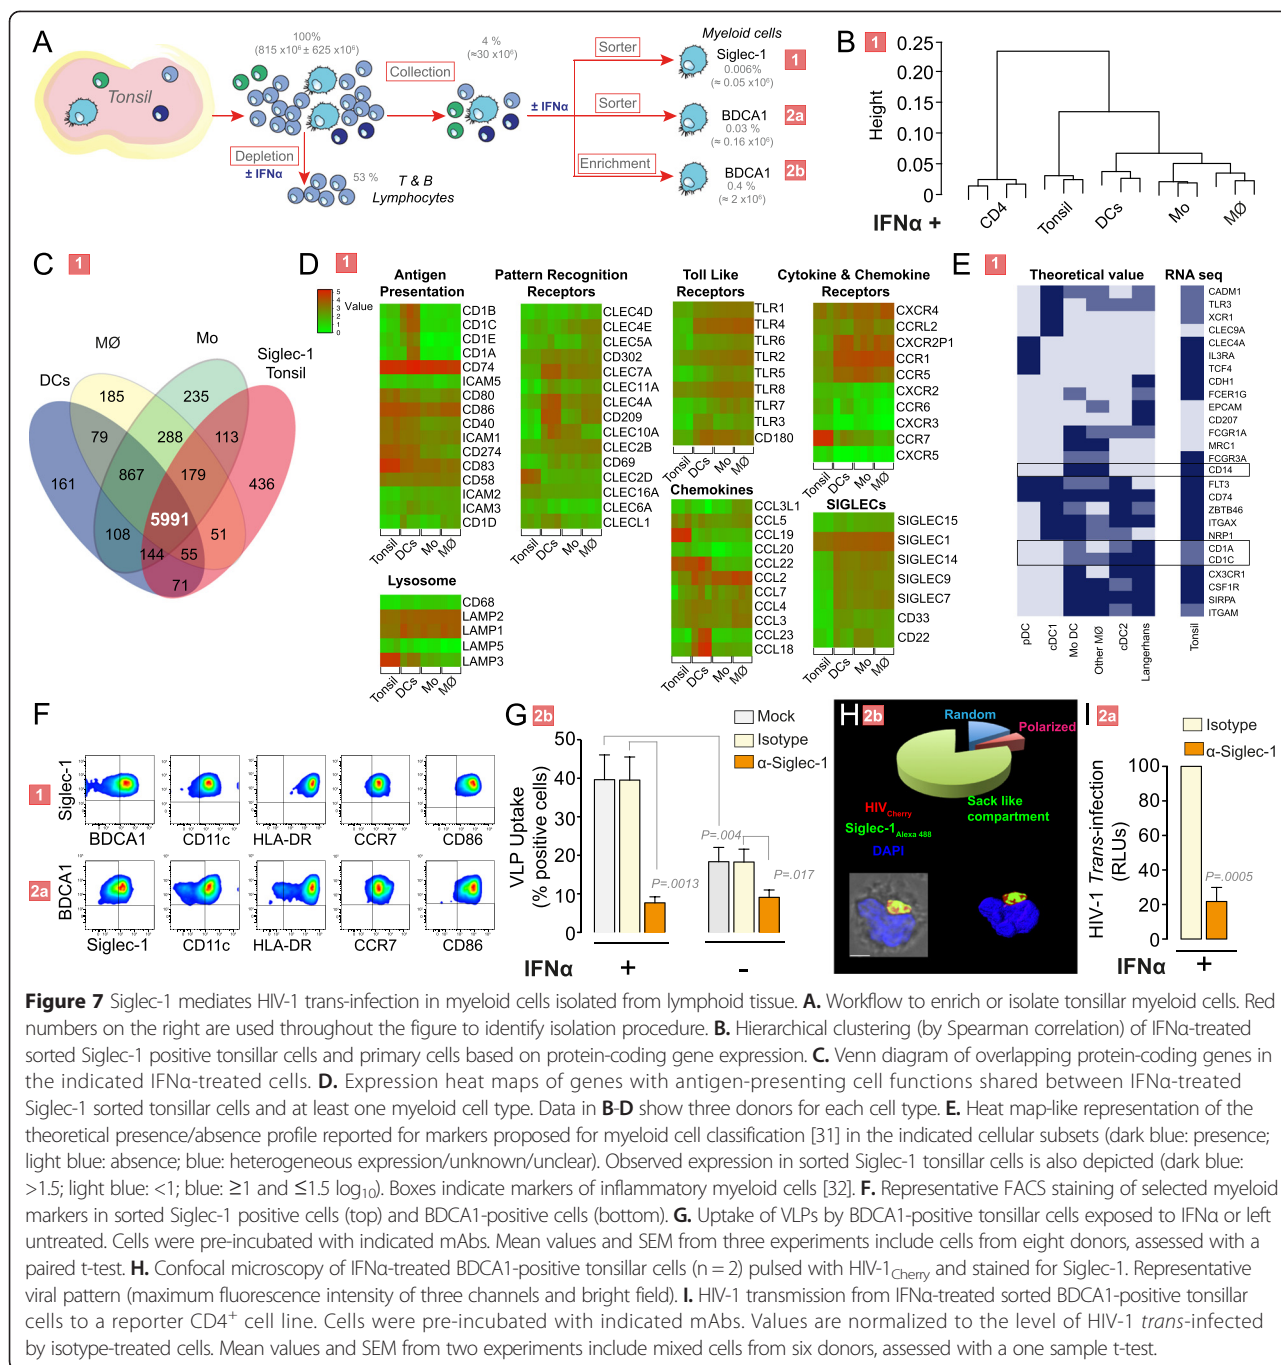 A
Tonsil
100%
(815 x10⁶ ± 625 x10⁶)
Collection
4 %
(≈30 x10⁶)
Depletion
± IFNα
53 %
T & B
Lymphocytes
± IFNα
Sorter
Sorter
Enrichment
Myeloid cells
Siglec-1
0.006%
(≈ 0.05 x10⁶)
1
BDCA1
0.03 %
(≈ 0.16 x10⁶)
2a
BDCA1
0.4 %
(≈ 2 x10⁶)
2b
B 1
Height
0.25
0.20
0.15
0.10
0.05
0
IFNα +
CD4
Tonsil
DCs
Mo
MØ
C 1
DCs
MØ
Mo
Siglec-1
Tonsil
185
235
79
288
113
161
867
179
436
5991
108
51
144
55
71
D 1
5
4
3
2
1
0
Value
Antigen
Presentation
CD1B
CD1C
CD1E
CD1A
CD74
ICAM5
CD80
CD86
CD40
ICAM1
CD274
CD83
CD58
ICAM2
ICAM3
CD1D
Tonsil
DCs
Mo
MØ
Lysosome
CD68
LAMP2
LAMP1
LAMP5
LAMP3
Tonsil
DCs
Mo
MØ
Pattern Recognition
Receptors
CLEC4D
CLEC4E
CLEC5A
CD302
CLEC7A
CLEC11A
CLEC4A
CD209
CLEC10A
CLEC2B
CD69
CLEC2D
CLEC16A
CLEC6A
CLECL1
Tonsil
DCs
Mo
MØ
Toll Like
Receptors
TLR1
TLR4
TLR6
TLR2
TLR5
TLR8
TLR7
TLR3
CD180
Tonsil
DCs
Mo
MØ
Chemokines
CCL3L1
CCL5
CCL19
CCL20
CCL22
CCL2
CCL7
CCL4
CCL3
CCL23
CCL18
Tonsil
DCs
Mo
MØ
Cytokine & Chemokine
Receptors
CXCR4
CCRL2
CXCR2P1
CCR1
CCR5
CXCR2
CCR6
CXCR3
CCR7
CXCR5
SIGLECs
SIGLEC15
SIGLEC1
SIGLEC14
SIGLEC9
SIGLEC7
CD33
CD22
Tonsil
DCs
Mo
MØ
E 1
Theoretical value
RNA seq
CADM1
TLR3
XCR1
CLEC9A
CLEC4A
IL3RA
TCF4
CDH1
FCER1G
EPCAM
CD207
FCGR1A
MRC1
FCGR3A
CD14
FLT3
CD74
ZBTB46
ITGAX
NRP1
CD1A
CD1C
CX3CR1
CSF1R
SIRPA
ITGAM
pDC
cDC1
Mo DC
Other MØ
cDC2
Langerhans
Tonsil
F
1
Siglec-1
BDCA1
CD11c
HLA-DR
CCR7
CD86
2a
BDCA1
Siglec-1
CD11c
HLA-DR
CCR7
CD86
G 2b
Mock
Isotype
α-Siglec-1
VLP Uptake
(% positive cells)
50
40
30
20
10
0
P=.004
P=.0013
P=.017
IFNα
+
-
H 2b
Random
Polarized
Sack like
compartment
HIV Cherry
Siglec-1 Alexa 488
DAPI
I 2a
Isotype
α-Siglec-1
HIV-1 Trans-infection
(RLUs)
100
80
60
40
20
0
P=.0005
IFNα
+
Figure 7 Siglec-1 mediates HIV-1 trans-infection in myeloid cells isolated from lymphoid tissue. A. Workflow to enrich or isolate tonsillar myeloid cells. Red
numbers on the right are used throughout the figure to identify isolation procedure. B. Hierarchical clustering (by Spearman correlation) of IFNα-treated
sorted Siglec-1 positive tonsillar cells and primary cells based on protein-coding gene expression. C. Venn diagram of overlapping protein-coding genes in
the indicated IFNα-treated cells. D. Expression heat maps of genes with antigen-presenting cell functions shared between IFNα-treated
Siglec-1 sorted tonsillar cells and at least one myeloid cell type. Data in B-D show three donors for each cell type. E. Heat map-like representation of the
theoretical presence/absence profile reported for markers proposed for myeloid cell classification [31] in the indicated cellular subsets (dark blue: presence;
light blue: absence; blue: heterogeneous expression/unknown/unclear). Observed expression in sorted Siglec-1 tonsillar cells is also depicted (dark blue:
>1.5; light blue: <1; blue: ≥1 and ≤1.5 log₁₀). Boxes indicate markers of inflammatory myeloid cells [32]. F. Representative FACS staining of selected myeloid
markers in sorted Siglec-1 positive cells (top) and BDCA1-positive cells (bottom). G. Uptake of VLPs by BDCA1-positive tonsillar cells exposed to IFNα or left
untreated. Cells were pre-incubated with indicated mAbs. Mean values and SEM from three experiments include cells from eight donors, assessed with a
paired t-test. H. Confocal microscopy of IFNα-treated BDCA1-positive tonsillar cells (n = 2) pulsed with HIV-1Cherry and stained for Siglec-1. Representative
viral pattern (maximum fluorescence intensity of three channels and bright field). I. HIV-1 transmission from IFNα-treated sorted BDCA1-positive tonsillar
cells to a reporter CD4⁺ cell line. Cells were pre-incubated with indicated mAbs. Values are normalized to the level of HIV-1 trans-infected
by isotype-treated cells. Mean values and SEM from two experiments include mixed cells from six donors, assessed with a one sample t-test.